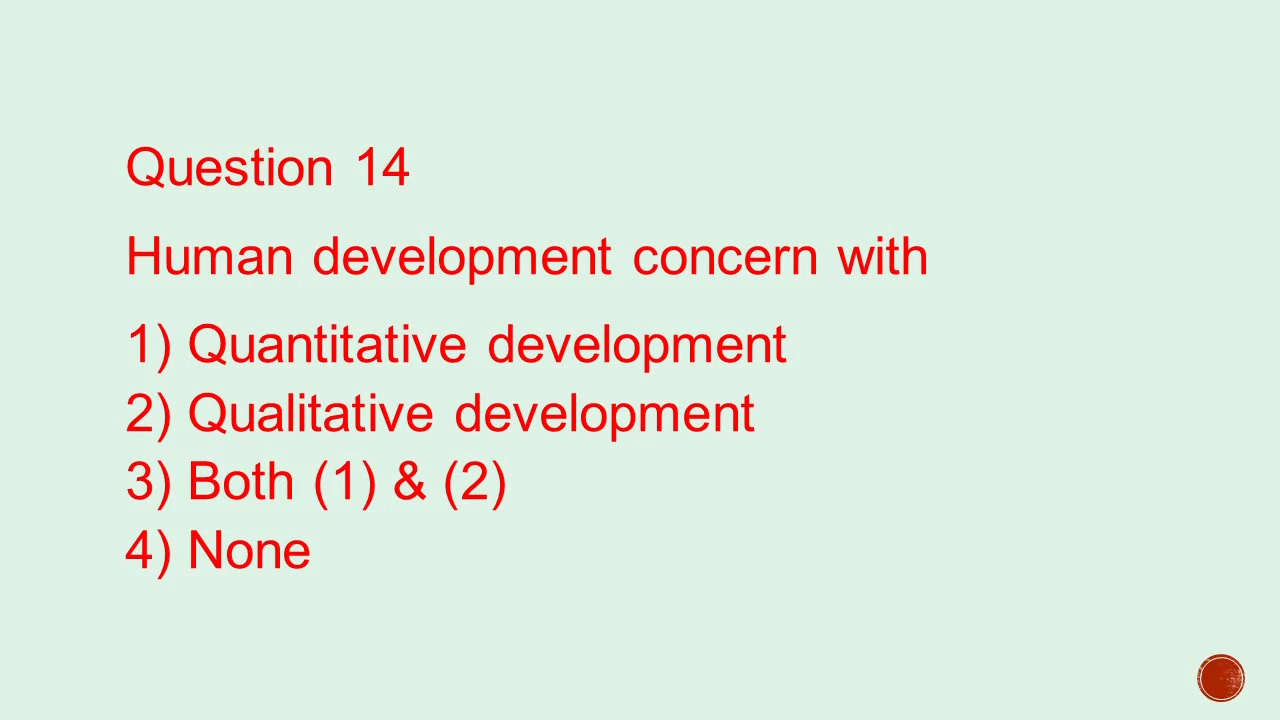 Question 14
Human development concern with
1) Quantitative development
2) Qualitative development
3) Both (1) & (2)
4) None